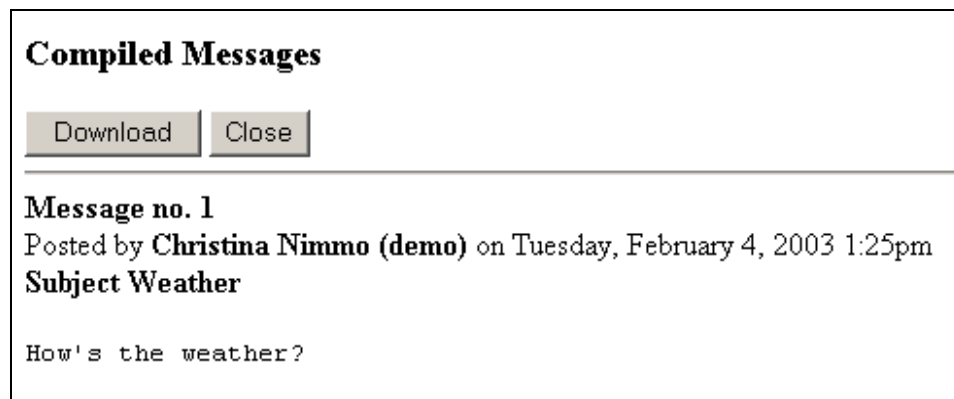 Compiled Messages
Download Close
Message no. 1
Posted by Christina Nimmo (demo) on Tuesday, February 4, 2003 1:25pm
Subject Weather
How's the weather?